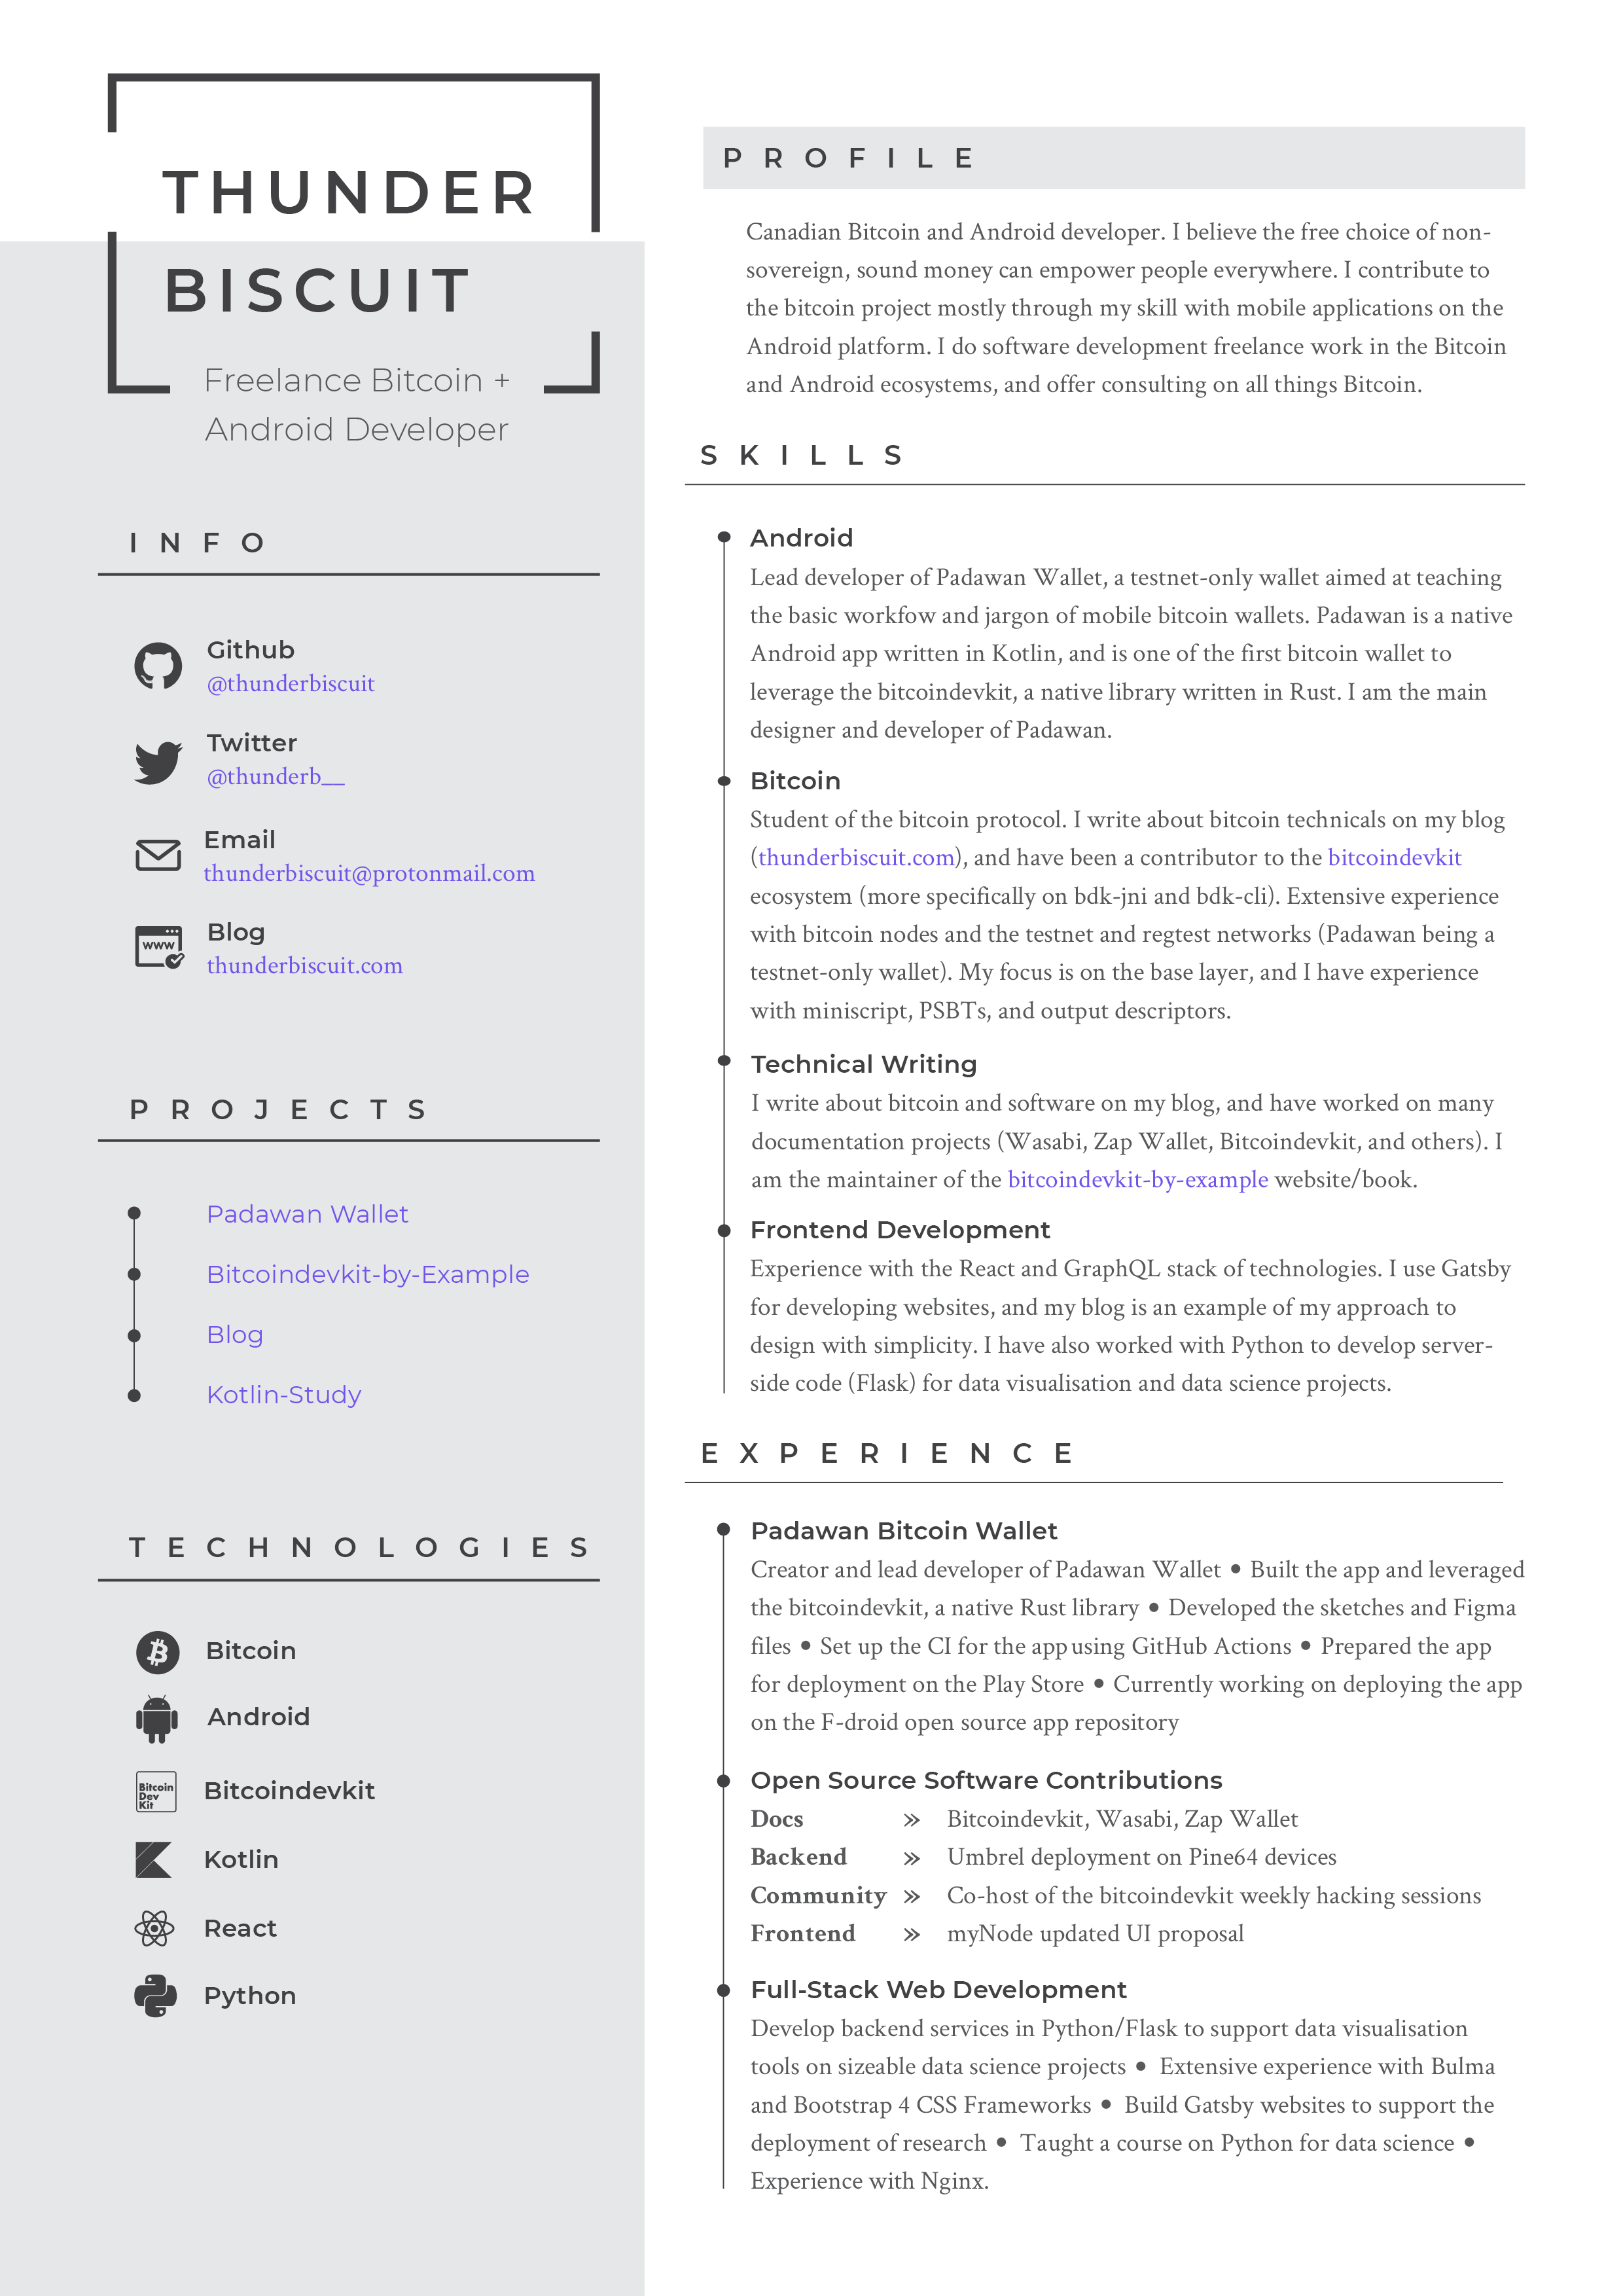 THUNDER
BISCUIT
Freelance Bitcoin +
Android Developer
INFO
Github
@thunderbiscuit
Twitter
@thunderb__
Email
thunderbiscuit@protonmail.com
www
Blog
thunderbiscuit.com
PROJECTS
Padawan Wallet
Bitcoindevkit-by-Example
Blog
Kotlin-Study
TECHNOLOGIES
Bitcoin
Android
Bitcoin
Dev
Kit
Bitcoindevkit
Kotlin
React
Python
PROFILE
Canadian Bitcoin and Android developer. I believe the free choice of non-
sovereign, sound money can empower people everywhere. I contribute to
the bitcoin project mostly through my skill with mobile applications on the
Android platform. I do software development freelance work in the Bitcoin
and Android ecosystems, and offer consulting on all things Bitcoin.
SKILLS
Android
Lead developer of Padawan Wallet, a testnet-only wallet aimed at teaching
the basic workfow and jargon of mobile bitcoin wallets. Padawan is a native
Android app written in Kotlin, and is one of the first bitcoin wallet to
leverage the bitcoindevkit, a native library written in Rust. I am the main
designer and developer of Padawan.
Bitcoin
Student of the bitcoin protocol. I write about bitcoin technicals on my blog
(thunderbiscuit.com), and have been a contributor to the bitcoindevkit
ecosystem (more specifically on bdk-jni and bdk-cli). Extensive experience
with bitcoin nodes and the testnet and regtest networks (Padawan being a
testnet-only wallet). My focus is on the base layer, and I have experience
with miniscript, PSBTs, and output descriptors.
Technical Writing
I write about bitcoin and software on my blog, and have worked on many
documentation projects (Wasabi, Zap Wallet, Bitcoindevkit, and others). I
am the maintainer of the bitcoindevkit-by-example website/book.
Frontend Development
Experience with the React and GraphQL stack of technologies. I use Gatsby
for developing websites, and my blog is an example of my approach to
design with simplicity. I have also worked with Python to develop server-
side code (Flask) for data visualisation and data science projects.
EXPERIENCE
Padawan Bitcoin Wallet
Creator and lead developer of Padawan Wallet • Built the app and leveraged
the bitcoindevkit, a native Rust library • Developed the sketches and Figma
files • Set up the CI for the app using GitHub Actions • Prepared the app
for deployment on the Play Store • Currently working on deploying the app
on the F-droid open source app repository
Open Source Software Contributions
Docs » Bitcoindevkit, Wasabi, Zap Wallet
Backend » Umbrel deployment on Pine64 devices
Community » Co-host of the bitcoindevkit weekly hacking sessions
Frontend » myNode updated UI proposal
Full-Stack Web Development
Develop backend services in Python/Flask to support data visualisation
tools on sizeable data science projects • Extensive experience with Bulma
and Bootstrap 4 CSS Frameworks • Build Gatsby websites to support the
deployment of research • Taught a course on Python for data science •
Experience with Nginx.